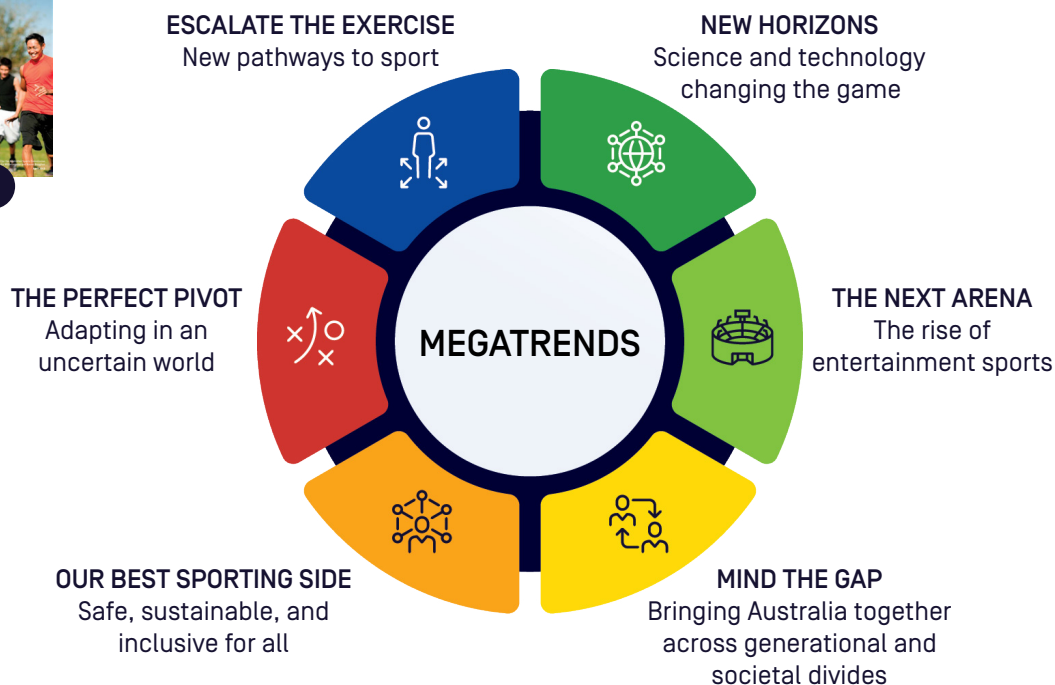 ESCALATE THE EXERCISE
New pathways to sport
NEW HORIZONS
Science and technology
changing the game
THE PERFECT PIVOT
Adapting in an
uncertain world
MEGATRENDS
THE NEXT ARENA
The rise of
entertainment sports
OUR BEST SPORTING SIDE
Safe, sustainable, and
inclusive for all
MIND THE GAP
Bringing Australia together
across generational and
societal divides